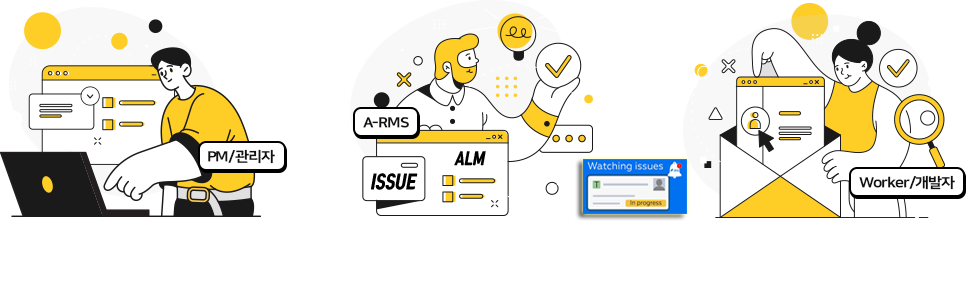 PM/관리자
A-RMS
ALM
ISSUE
Watching issues
T
In progress
Worker/개발자